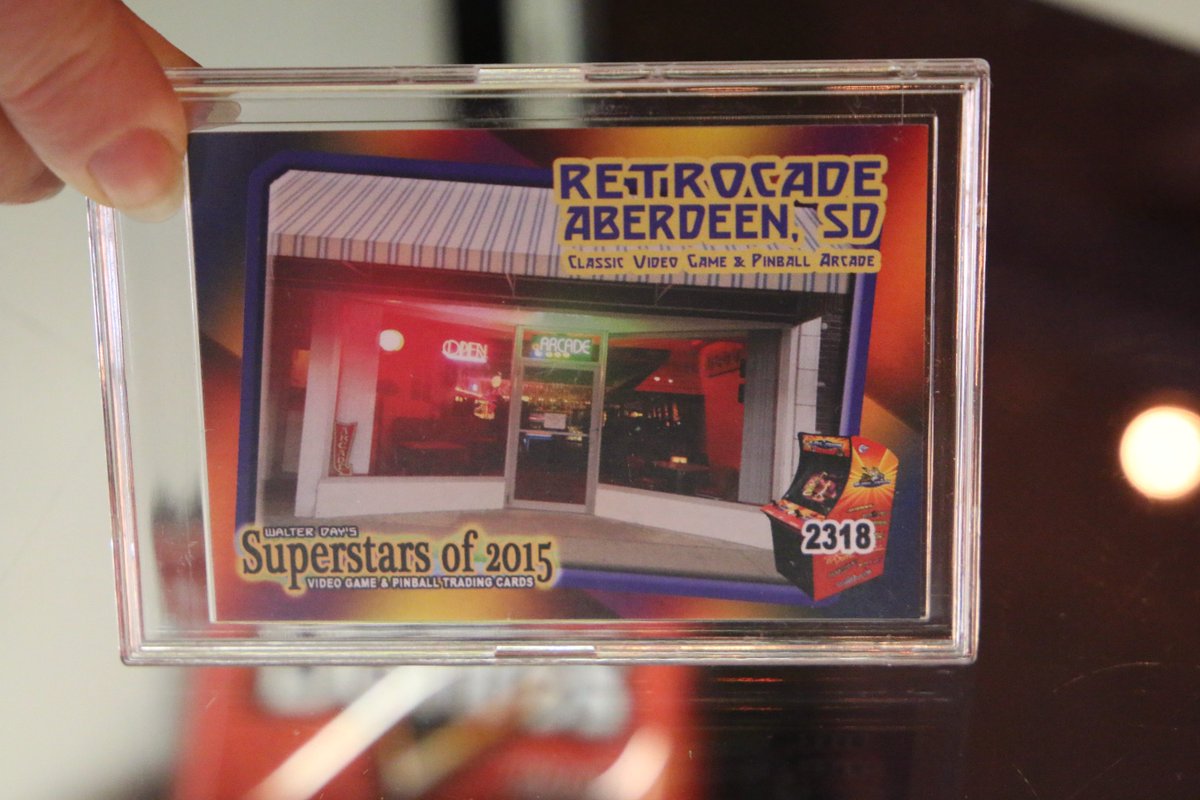 RETROCADE
ABERDEEN, SD
CLASSIC VIDEO GAME & PINBALL ARCADE
OPEN
ARCADE
2318
WALTER DAY'S
Superstars of 2015
VIDEO GAME & PINBALL TRADING CARDS